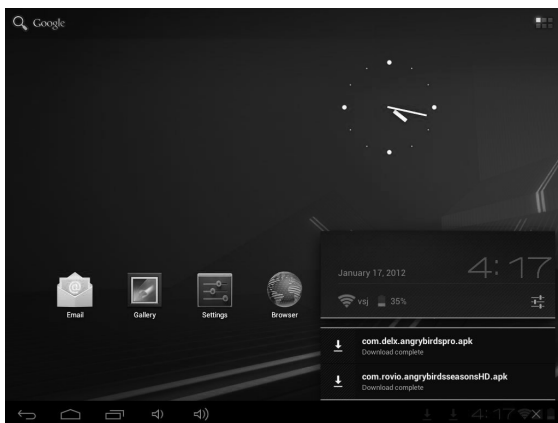 Google
January 17, 2012
4:17
vsj
35%
Email
Gallery
Settings
Browser
com.delx.angrybirdspro.apk
Download complete
com.rovio.angrybirdsseasonsHD.apk
Download complete
4:17